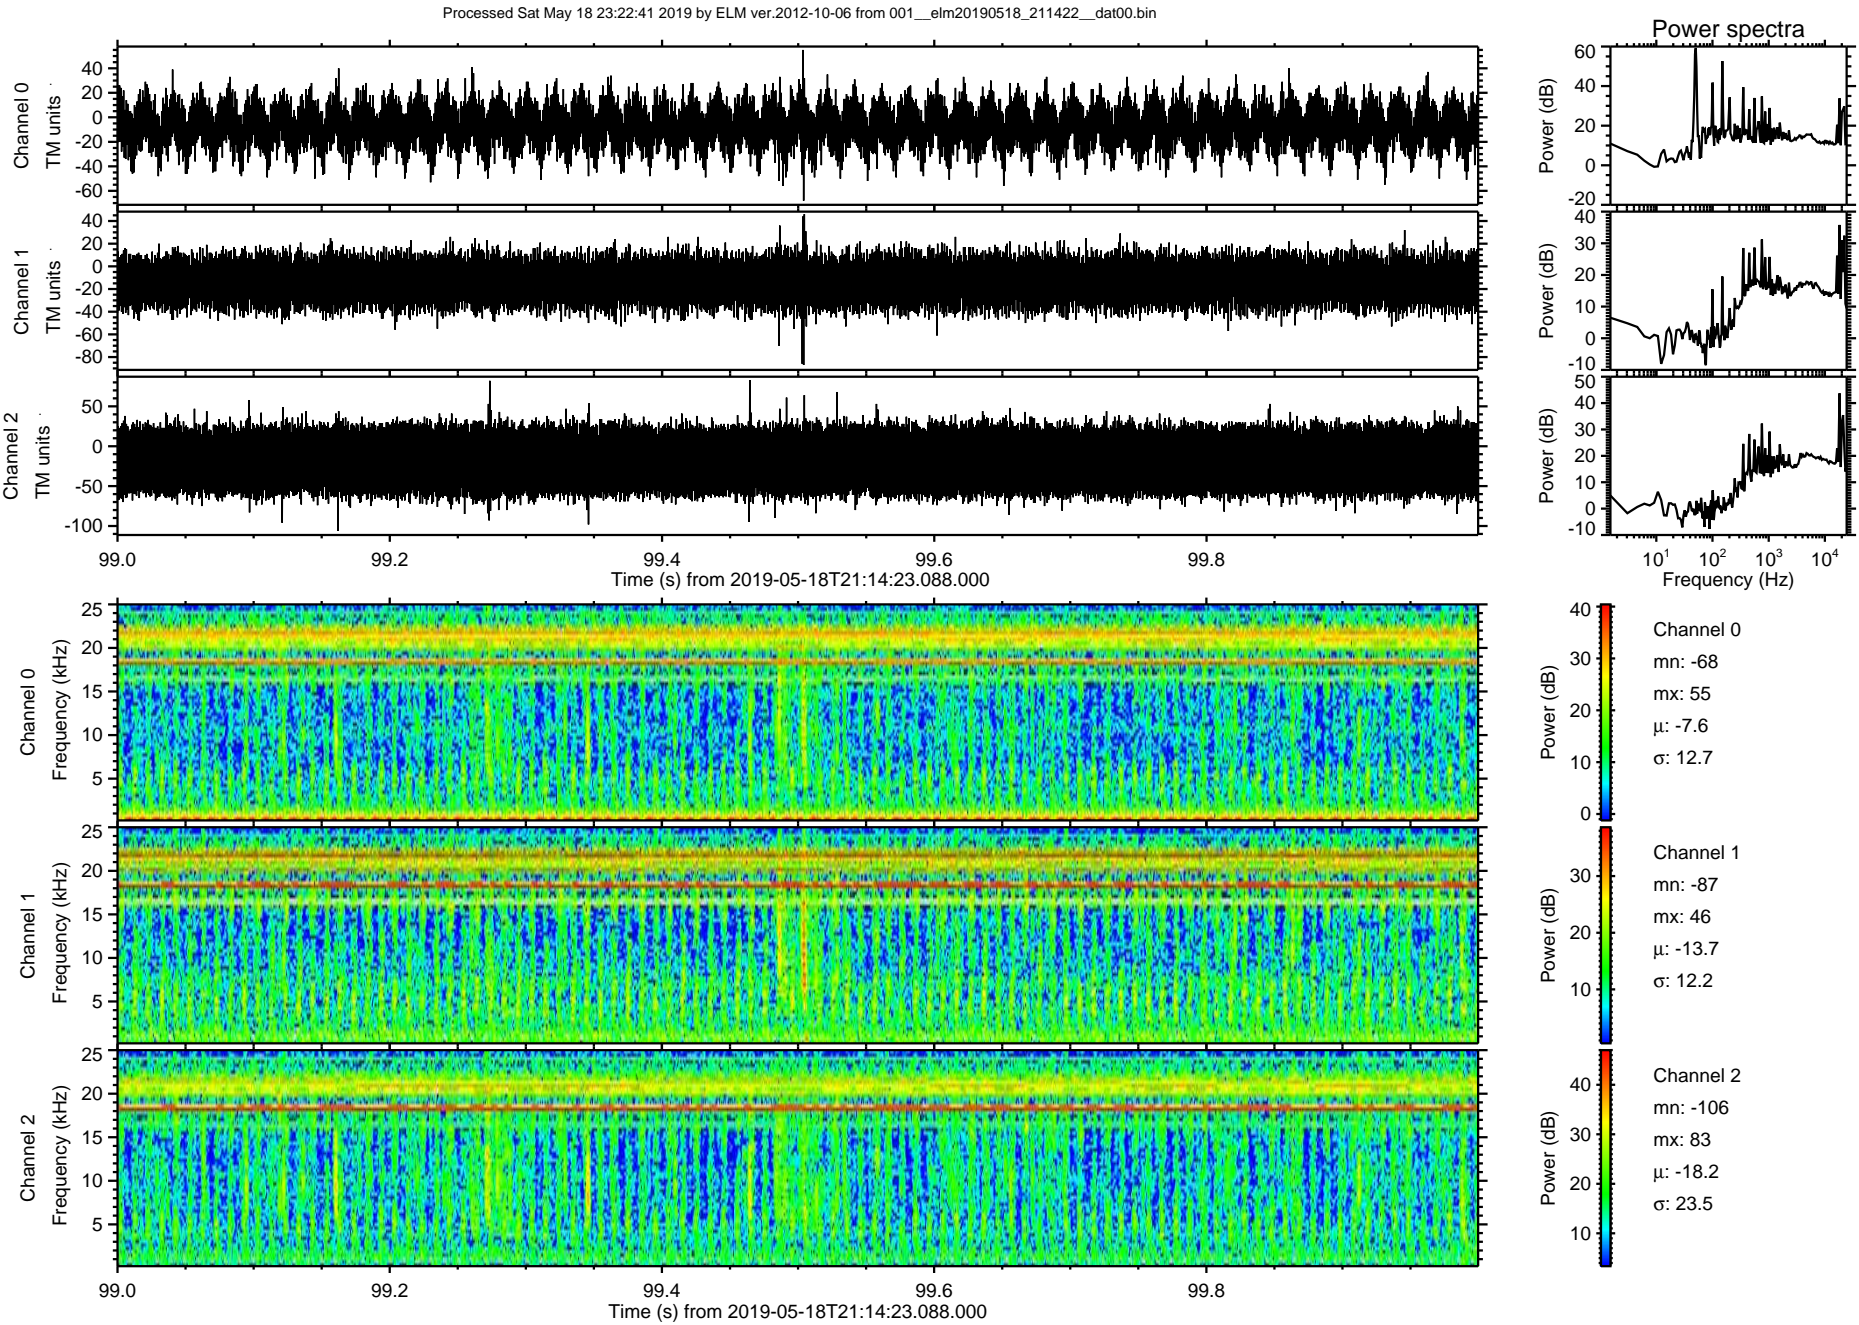 Processed Sat May 18 23:22:41 2019 by ELM ver.2012-10-06 from 001__elm20190518_211422__dat00.bin
Power spectra
Channel 0
TM units
40
20
0
-20
-40
-60
Power (dB)
60
40
20
0
-20
Channel 1
TM units
40
20
0
-20
-40
-60
-80
Power (dB)
40
30
20
10
0
-10
Channel 2
TM units
50
0
-50
-100
Power (dB)
50
40
30
20
10
0
-10
99.0 99.2 99.4 99.6 99.8
Time (s) from 2019-05-18T21:14:23.088.000
10^1 10^2 10^3 10^4
Frequency (Hz)
Channel 0
Frequency (kHz)
25
20
15
10
5
Power (dB)
40
30
20
10
0
Channel 0
mn: -68
mx: 55
µ: -7.6
σ: 12.7
Channel 1
Frequency (kHz)
25
20
15
10
5
Power (dB)
30
20
10
Channel 1
mn: -87
mx: 46
µ: -13.7
σ: 12.2
Channel 2
Frequency (kHz)
25
20
15
10
5
Power (dB)
40
30
20
10
Channel 2
mn: -106
mx: 83
µ: -18.2
σ: 23.5
99.0 99.2 99.4 99.6 99.8
Time (s) from 2019-05-18T21:14:23.088.000